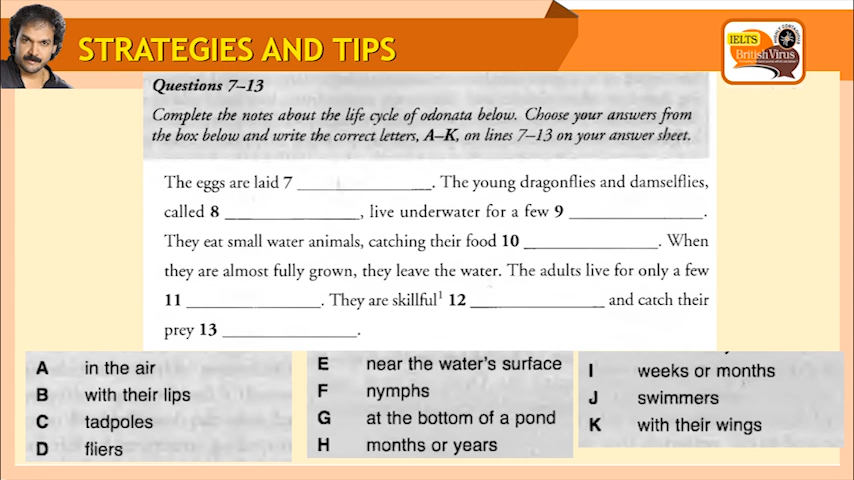 STRATEGIES AND TIPS
IELTS
British Virus
Questions 7–13
Complete the notes about the life cycle of odonata below. Choose your answers from
the box below and write the correct letters, A–K, on lines 7–13 on your answer sheet.
The eggs are laid 7 ______________. The young dragonflies and damselflies,
called 8 ______________, live underwater for a few 9 ______________.
They eat small water animals, catching their food 10 ______________. When
they are almost fully grown, they leave the water. The adults live for only a few
11 ______________. They are skillful¹ 12 ______________ and catch their
prey 13 ______________.
A in the air
B with their lips
C tadpoles
D fliers
E near the water's surface
F nymphs
G at the bottom of a pond
H months or years
I weeks or months
J swimmers
K with their wings